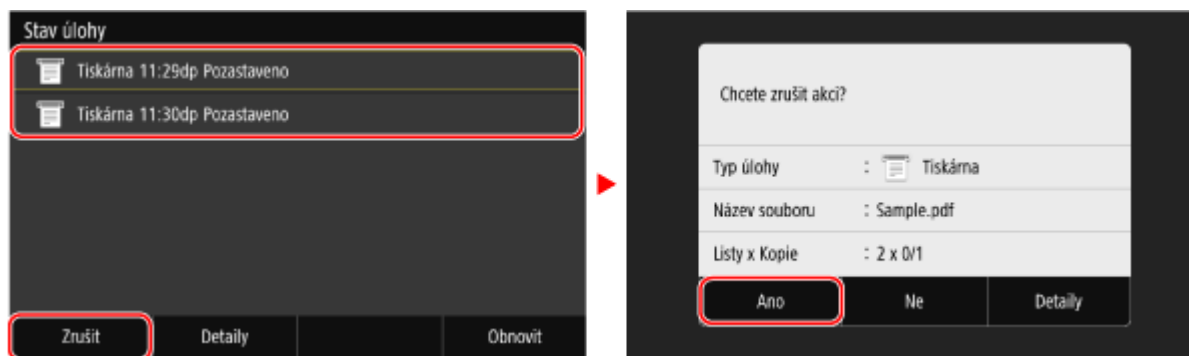 Stav úlohy
Tiskárna 11:29dp Pozastaveno
Tiskárna 11:30dp Pozastaveno
Zrušit Detaily Obnovit
Chcete zrušit akci?
Typ úlohy : Tiskárna
Název souboru : Sample.pdf
Listy x Kopie : 2 x 0/1
Ano Ne Detaily